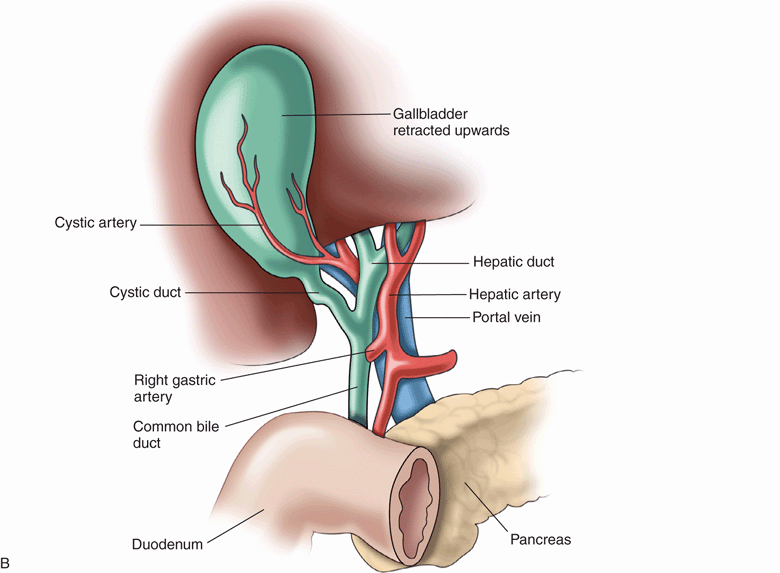 Gallbladder
retracted upwards
Cystic artery
Hepatic duct
Cystic duct
Hepatic artery
Portal vein
Right gastric
artery
Common bile
duct
Duodenum
Pancreas
B